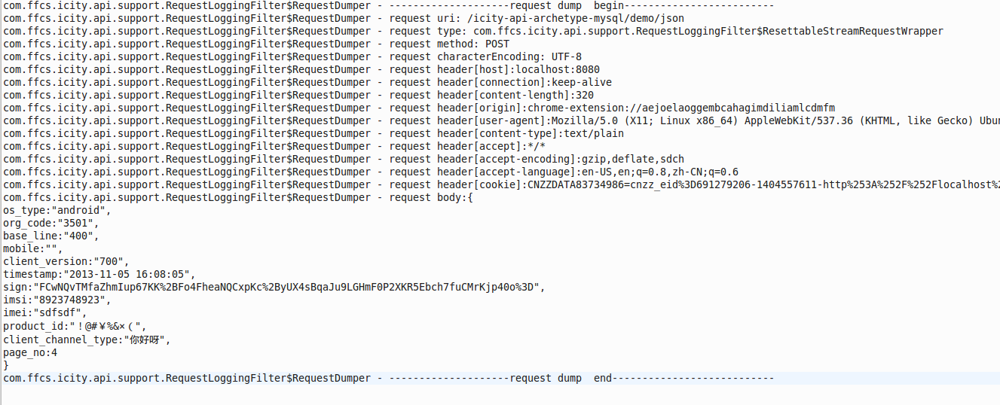 com.ffcs.icity.api.support.RequestLoggingFilter$RequestDumper - --------------------request dump  begin-------------------------
com.ffcs.icity.api.support.RequestLoggingFilter$RequestDumper - request uri: /icity-api-archetype-mysql/demo/json
com.ffcs.icity.api.support.RequestLoggingFilter$RequestDumper - request type: com.ffcs.icity.api.support.RequestLoggingFilter$ResettableStreamRequestWrapper
com.ffcs.icity.api.support.RequestLoggingFilter$RequestDumper - request method: POST
com.ffcs.icity.api.support.RequestLoggingFilter$RequestDumper - request characterEncoding: UTF-8
com.ffcs.icity.api.support.RequestLoggingFilter$RequestDumper - request header[host]:localhost:8080
com.ffcs.icity.api.support.RequestLoggingFilter$RequestDumper - request header[connection]:keep-alive
com.ffcs.icity.api.support.RequestLoggingFilter$RequestDumper - request header[content-length]:320
com.ffcs.icity.api.support.RequestLoggingFilter$RequestDumper - request header[origin]:chrome-extension://aejoelaoggembcahagimdiliamlcdmfm
com.ffcs.icity.api.support.RequestLoggingFilter$RequestDumper - request header[user-agent]:Mozilla/5.0 (X11; Linux x86_64) AppleWebKit/537.36 (KHTML, like Gecko) Ubun
com.ffcs.icity.api.support.RequestLoggingFilter$RequestDumper - request header[content-type]:text/plain
com.ffcs.icity.api.support.RequestLoggingFilter$RequestDumper - request header[accept]:*/*
com.ffcs.icity.api.support.RequestLoggingFilter$RequestDumper - request header[accept-encoding]:gzip,deflate,sdch
com.ffcs.icity.api.support.RequestLoggingFilter$RequestDumper - request header[accept-language]:en-US,en;q=0.8,zh-CN;q=0.6
com.ffcs.icity.api.support.RequestLoggingFilter$RequestDumper - request header[cookie]:CNZZDATA83734986=cnzz_eid%3D691279206-1404557611-http%253A%252F%252Flocalhost%2
com.ffcs.icity.api.support.RequestLoggingFilter$RequestDumper - request body:{
os_type:"android",
org_code:"3501",
base_line:"400",
mobile:"",
client_version:"700",
timestamp:"2013-11-05 16:08:05",
sign:"FCwNQvTMfaZhmIup67KK%2BFo4FheaNQCxpKc%2ByUX4sBqaJu9LGHmF0P2XKR5Ebch7fuCMrKjp40o%3D",
imsi:"8923748923",
imei:"sdfsdf",
product_id:"！@#￥%&×（",
client_channel_type:"你好呀",
page_no:4
}
com.ffcs.icity.api.support.RequestLoggingFilter$RequestDumper - --------------------request dump  end---------------------------